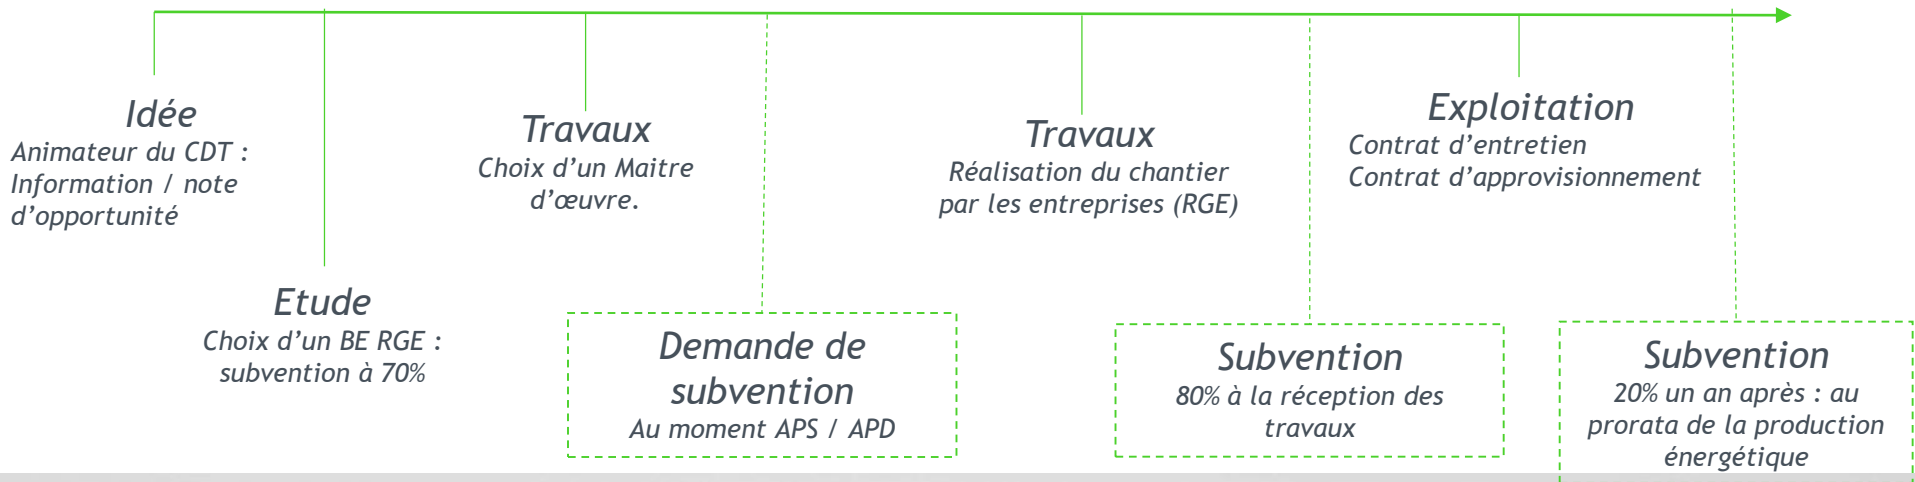 Idée
Animateur du CDT :
Information / note
d’opportunité
Etude
Choix d’un BE RGE :
subvention à 70%
Travaux
Choix d’un Maitre
d’œuvre.
Demande de
subvention
Au moment APS / APD
Travaux
Réalisation du chantier
par les entreprises (RGE)
Subvention
80% à la réception des
travaux
Exploitation
Contrat d’entretien
Contrat d’approvisionnement
Subvention
20% un an après : au
prorata de la production
énergétique